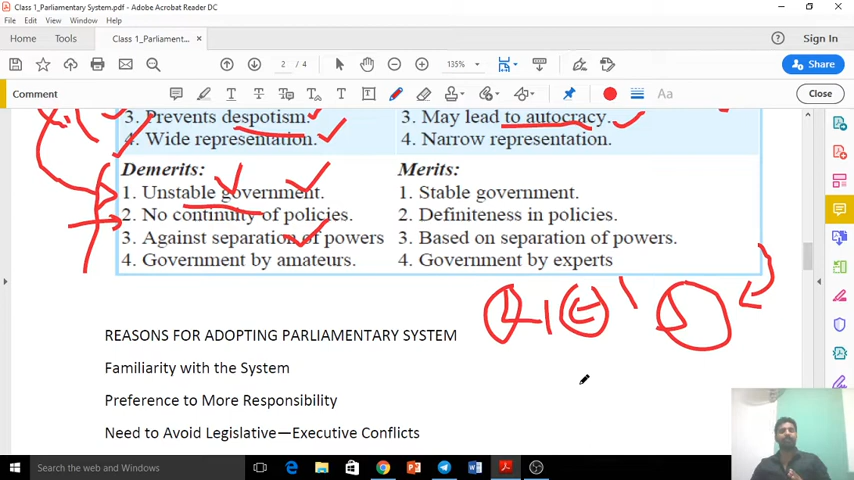 Class 1_Parliamentary System.pdf - Adobe Acrobat Reader DC
File Edit View Window Help
Home Tools Class 1_Parliament... × Sign In
2 / 4 135% Share
Comment Aa Close
3. Prevents despotism.
4. Wide representation.
Demerits:
1. Unstable government.
2. No continuity of policies.
3. Against separation of powers
4. Government by amateurs.
3. May lead to autocracy.
4. Narrow representation.
Merits:
1. Stable government.
2. Definiteness in policies.
3. Based on separation of powers.
4. Government by experts
REASONS FOR ADOPTING PARLIAMENTARY SYSTEM
Familiarity with the System
Preference to More Responsibility
Need to Avoid Legislative—Executive Conflicts
Search the web and Windows